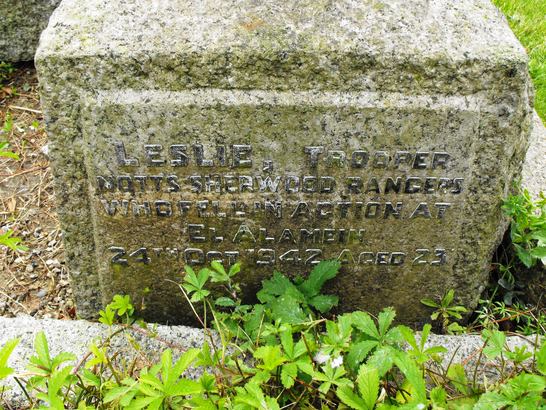 LESLIE, TROOPER
NOTTS SHERWOOD RANGERS
WHO FELL IN ACTION AT
EL ALAMEIN
24TH OCT 1942 AGED 23